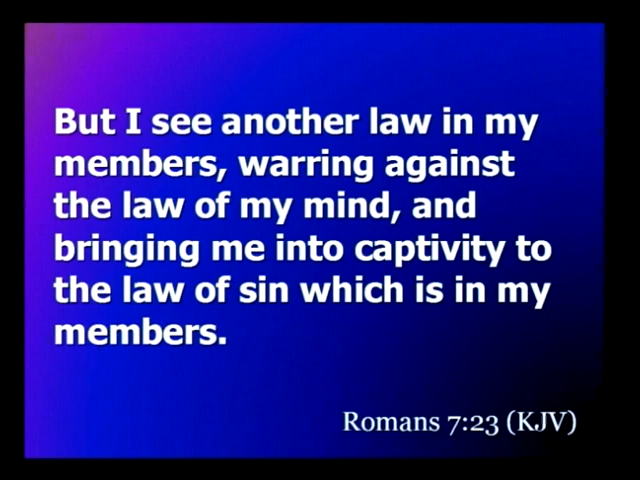 But I see another law in my
members, warring against
the law of my mind, and
bringing me into captivity to
the law of sin which is in my
members.
Romans 7:23 (KJV)